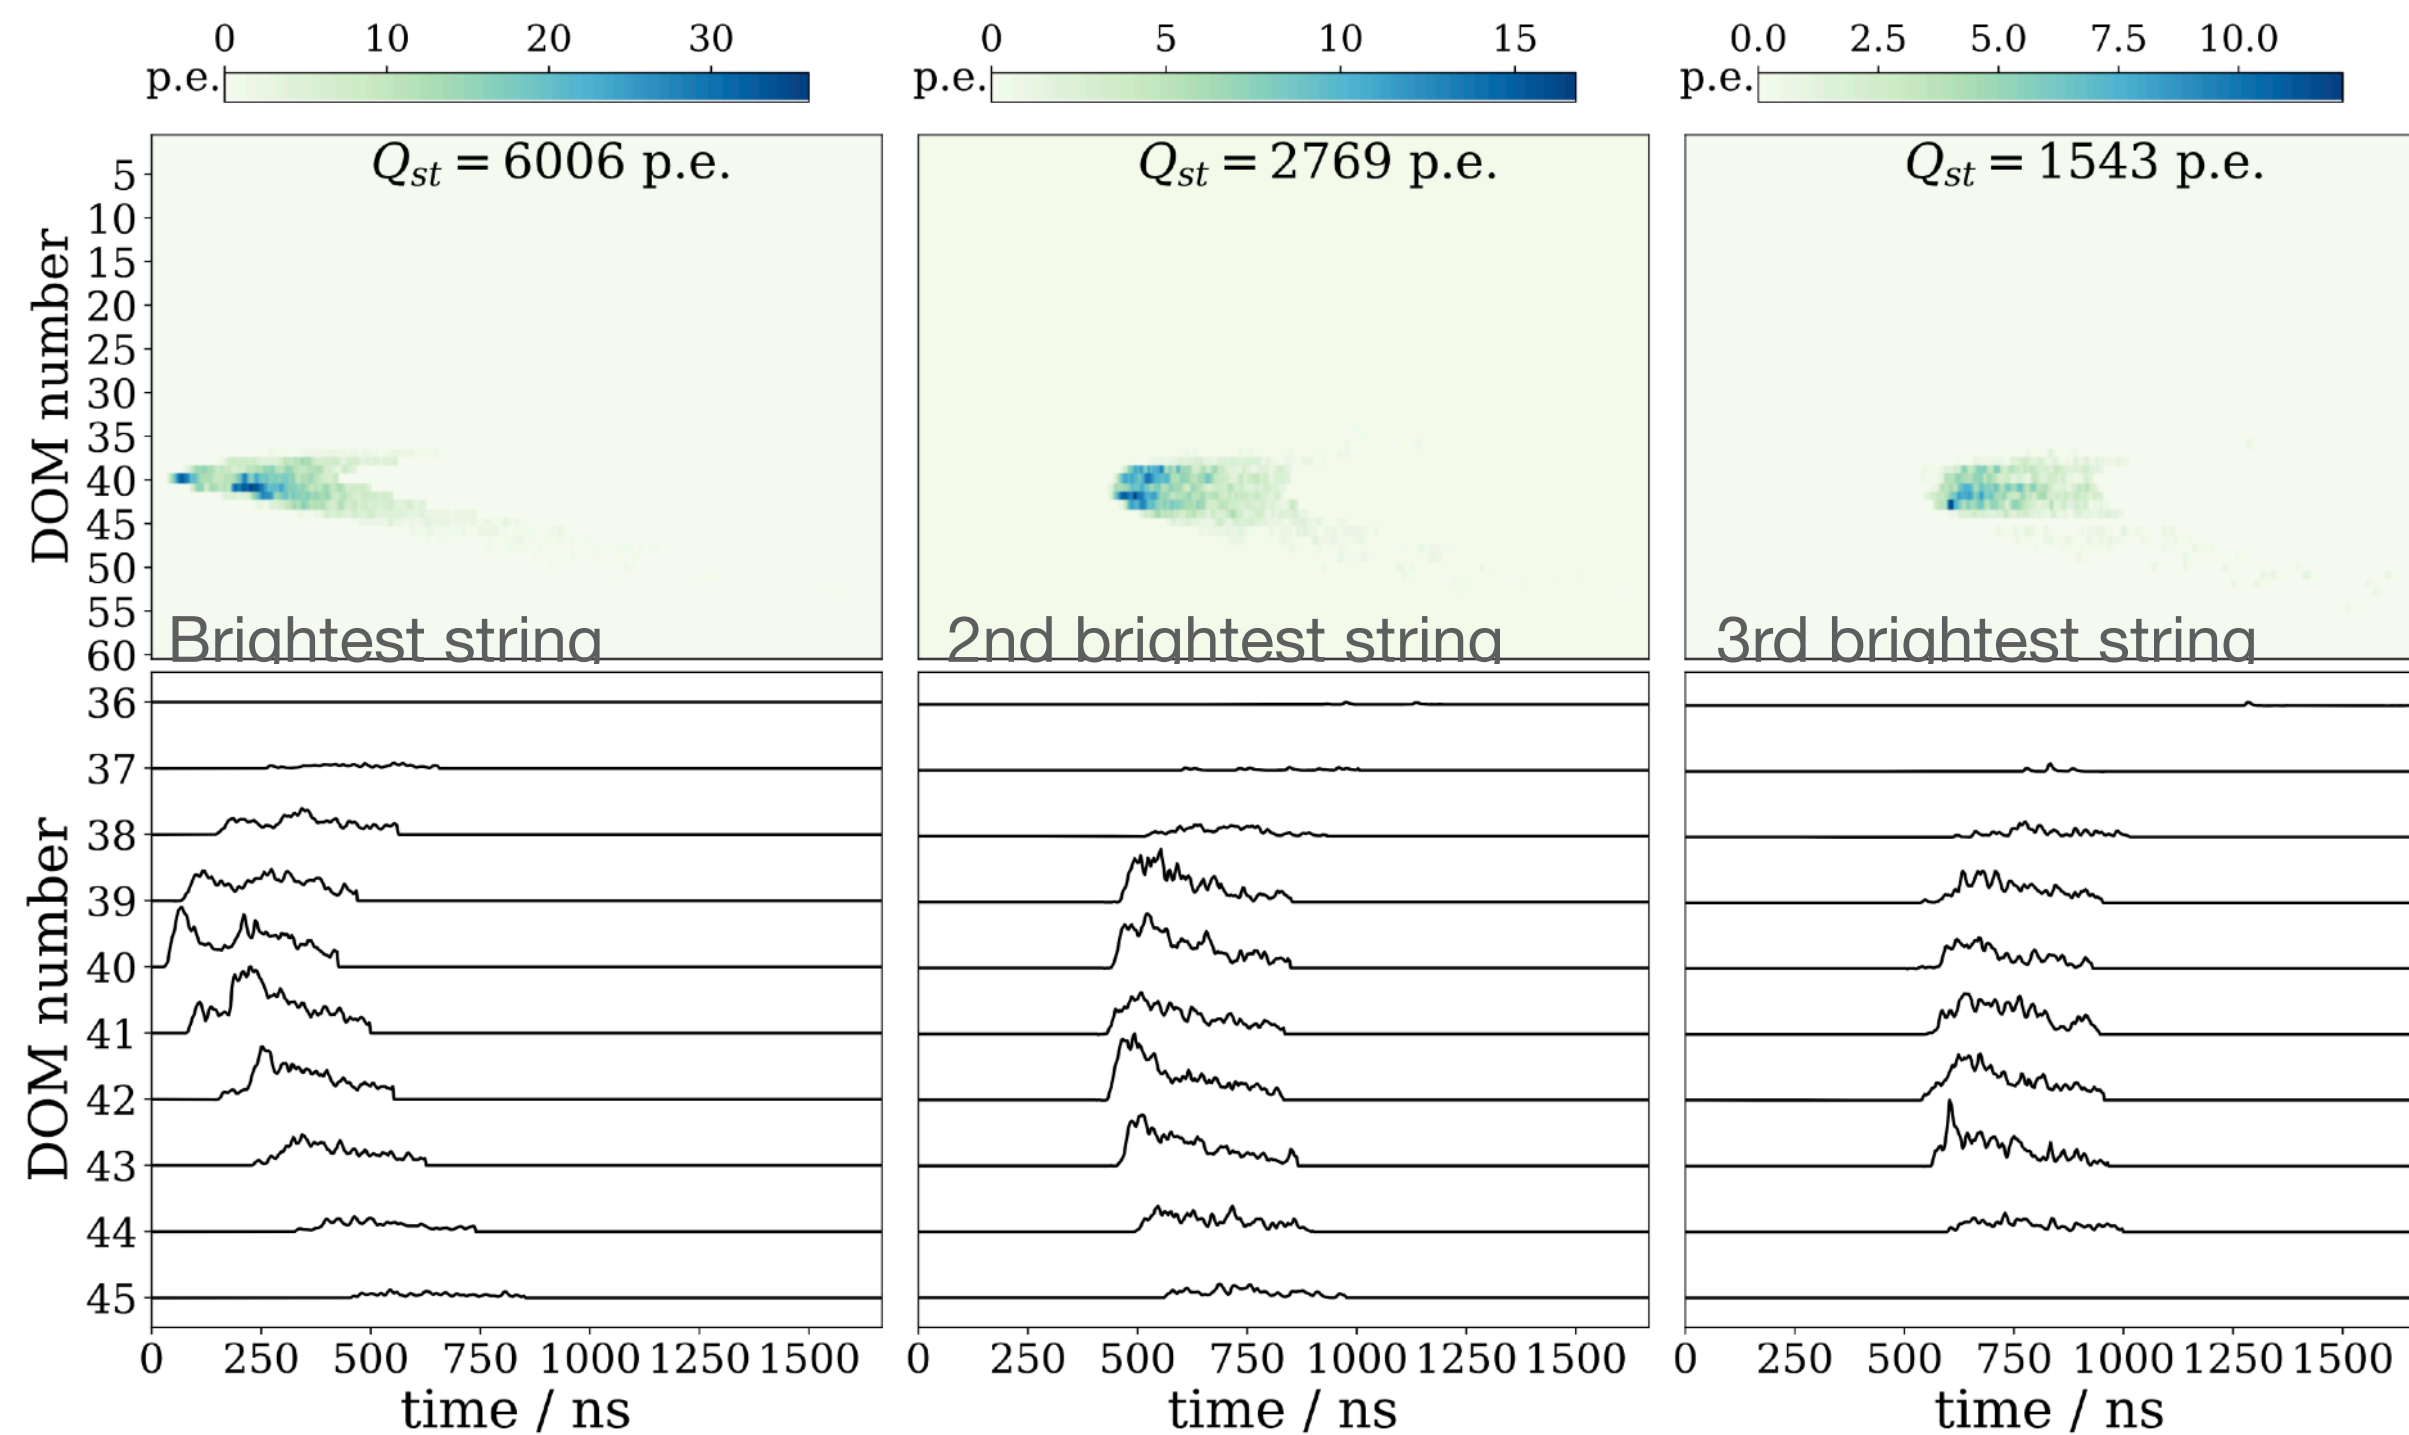 0 10 20 30
p.e.
0 5 10 15
p.e.
0.0 2.5 5.0 7.5 10.0
p.e.
DOM number
5
10
15
20
25
30
35
40
45
50
55
60
Qst = 6006 p.e.
Brightest string
Qst = 2769 p.e.
2nd brightest string
Qst = 1543 p.e.
3rd brightest string
DOM number
36
37
38
39
40
41
42
43
44
45
0 250 500 750 1000 1250 1500
time / ns
0 250 500 750 1000 1250 1500
time / ns
0 250 500 750 1000 1250 1500
time / ns